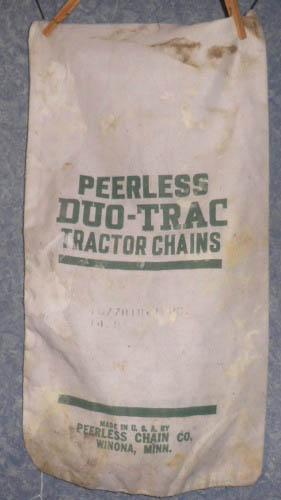 PEERLESS
DUO-TRAC
TRACTOR CHAINS
MADE IN U. S. A. BY
PEERLESS CHAIN CO.
WINONA, MINN.